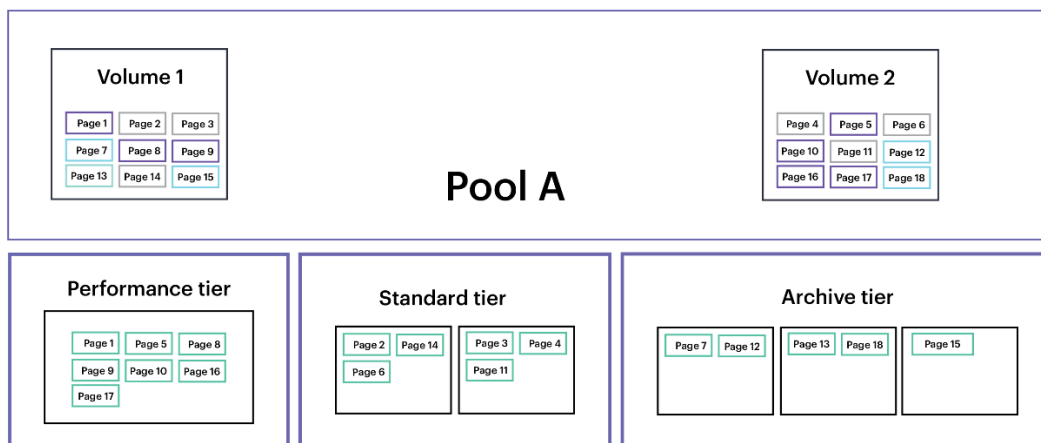 Volume 1
Page 1 Page 2 Page 3
Page 7 Page 8 Page 9
Page 13 Page 14 Page 15
Pool A
Volume 2
Page 4 Page 5 Page 6
Page 10 Page 11 Page 12
Page 16 Page 17 Page 18
Performance tier
Page 1 Page 5 Page 8
Page 9 Page 10 Page 16
Page 17
Standard tier
Page 2 Page 14
Page 6
Page 3 Page 4
Page 11
Archive tier
Page 7 Page 12
Page 13 Page 18
Page 15